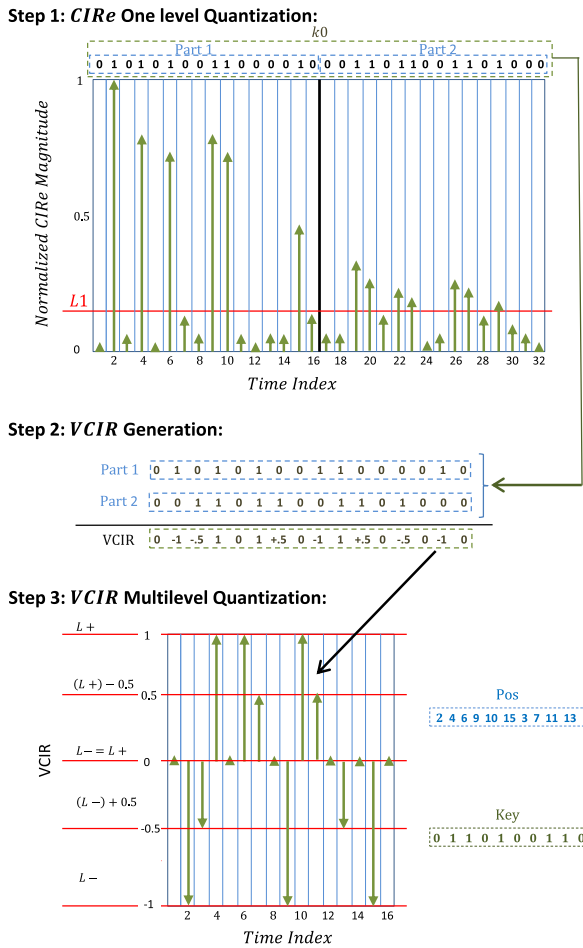 Step 1: CIRe One level Quantization:
k0
Part 1 Part 2
0 1 0 1 0 1 0 0 1 1 0 0 0 0 1 0 0 0 1 1 0 1 1 0 0 1 1 0 1 0 0 0
Normalized CIRe Magnitude
1
0.5
L1
0
2 4 6 8 10 12 14 16 18 20 22 24 26 28 30 32
Time Index
Step 2: VCIR Generation:
Part 1 0 1 0 1 0 1 0 0 1 1 0 0 0 0 1 0
Part 2 0 0 1 1 0 1 1 0 0 1 1 0 1 0 0 0
VCIR 0 -1 -.5 1 0 1 +.5 0 -1 1 +.5 0 -.5 0 -1 0
Step 3: VCIR Multilevel Quantization:
L + 1
(L +) − 0.5 0.5
L− = L + 0
(L −) + 0.5 -0.5
L − -1
VCIR
2 4 6 8 10 12 14 16
Time Index
Pos
2 4 6 9 10 15 3 7 11 13
Key
0 1 1 0 1 0 0 1 1 0